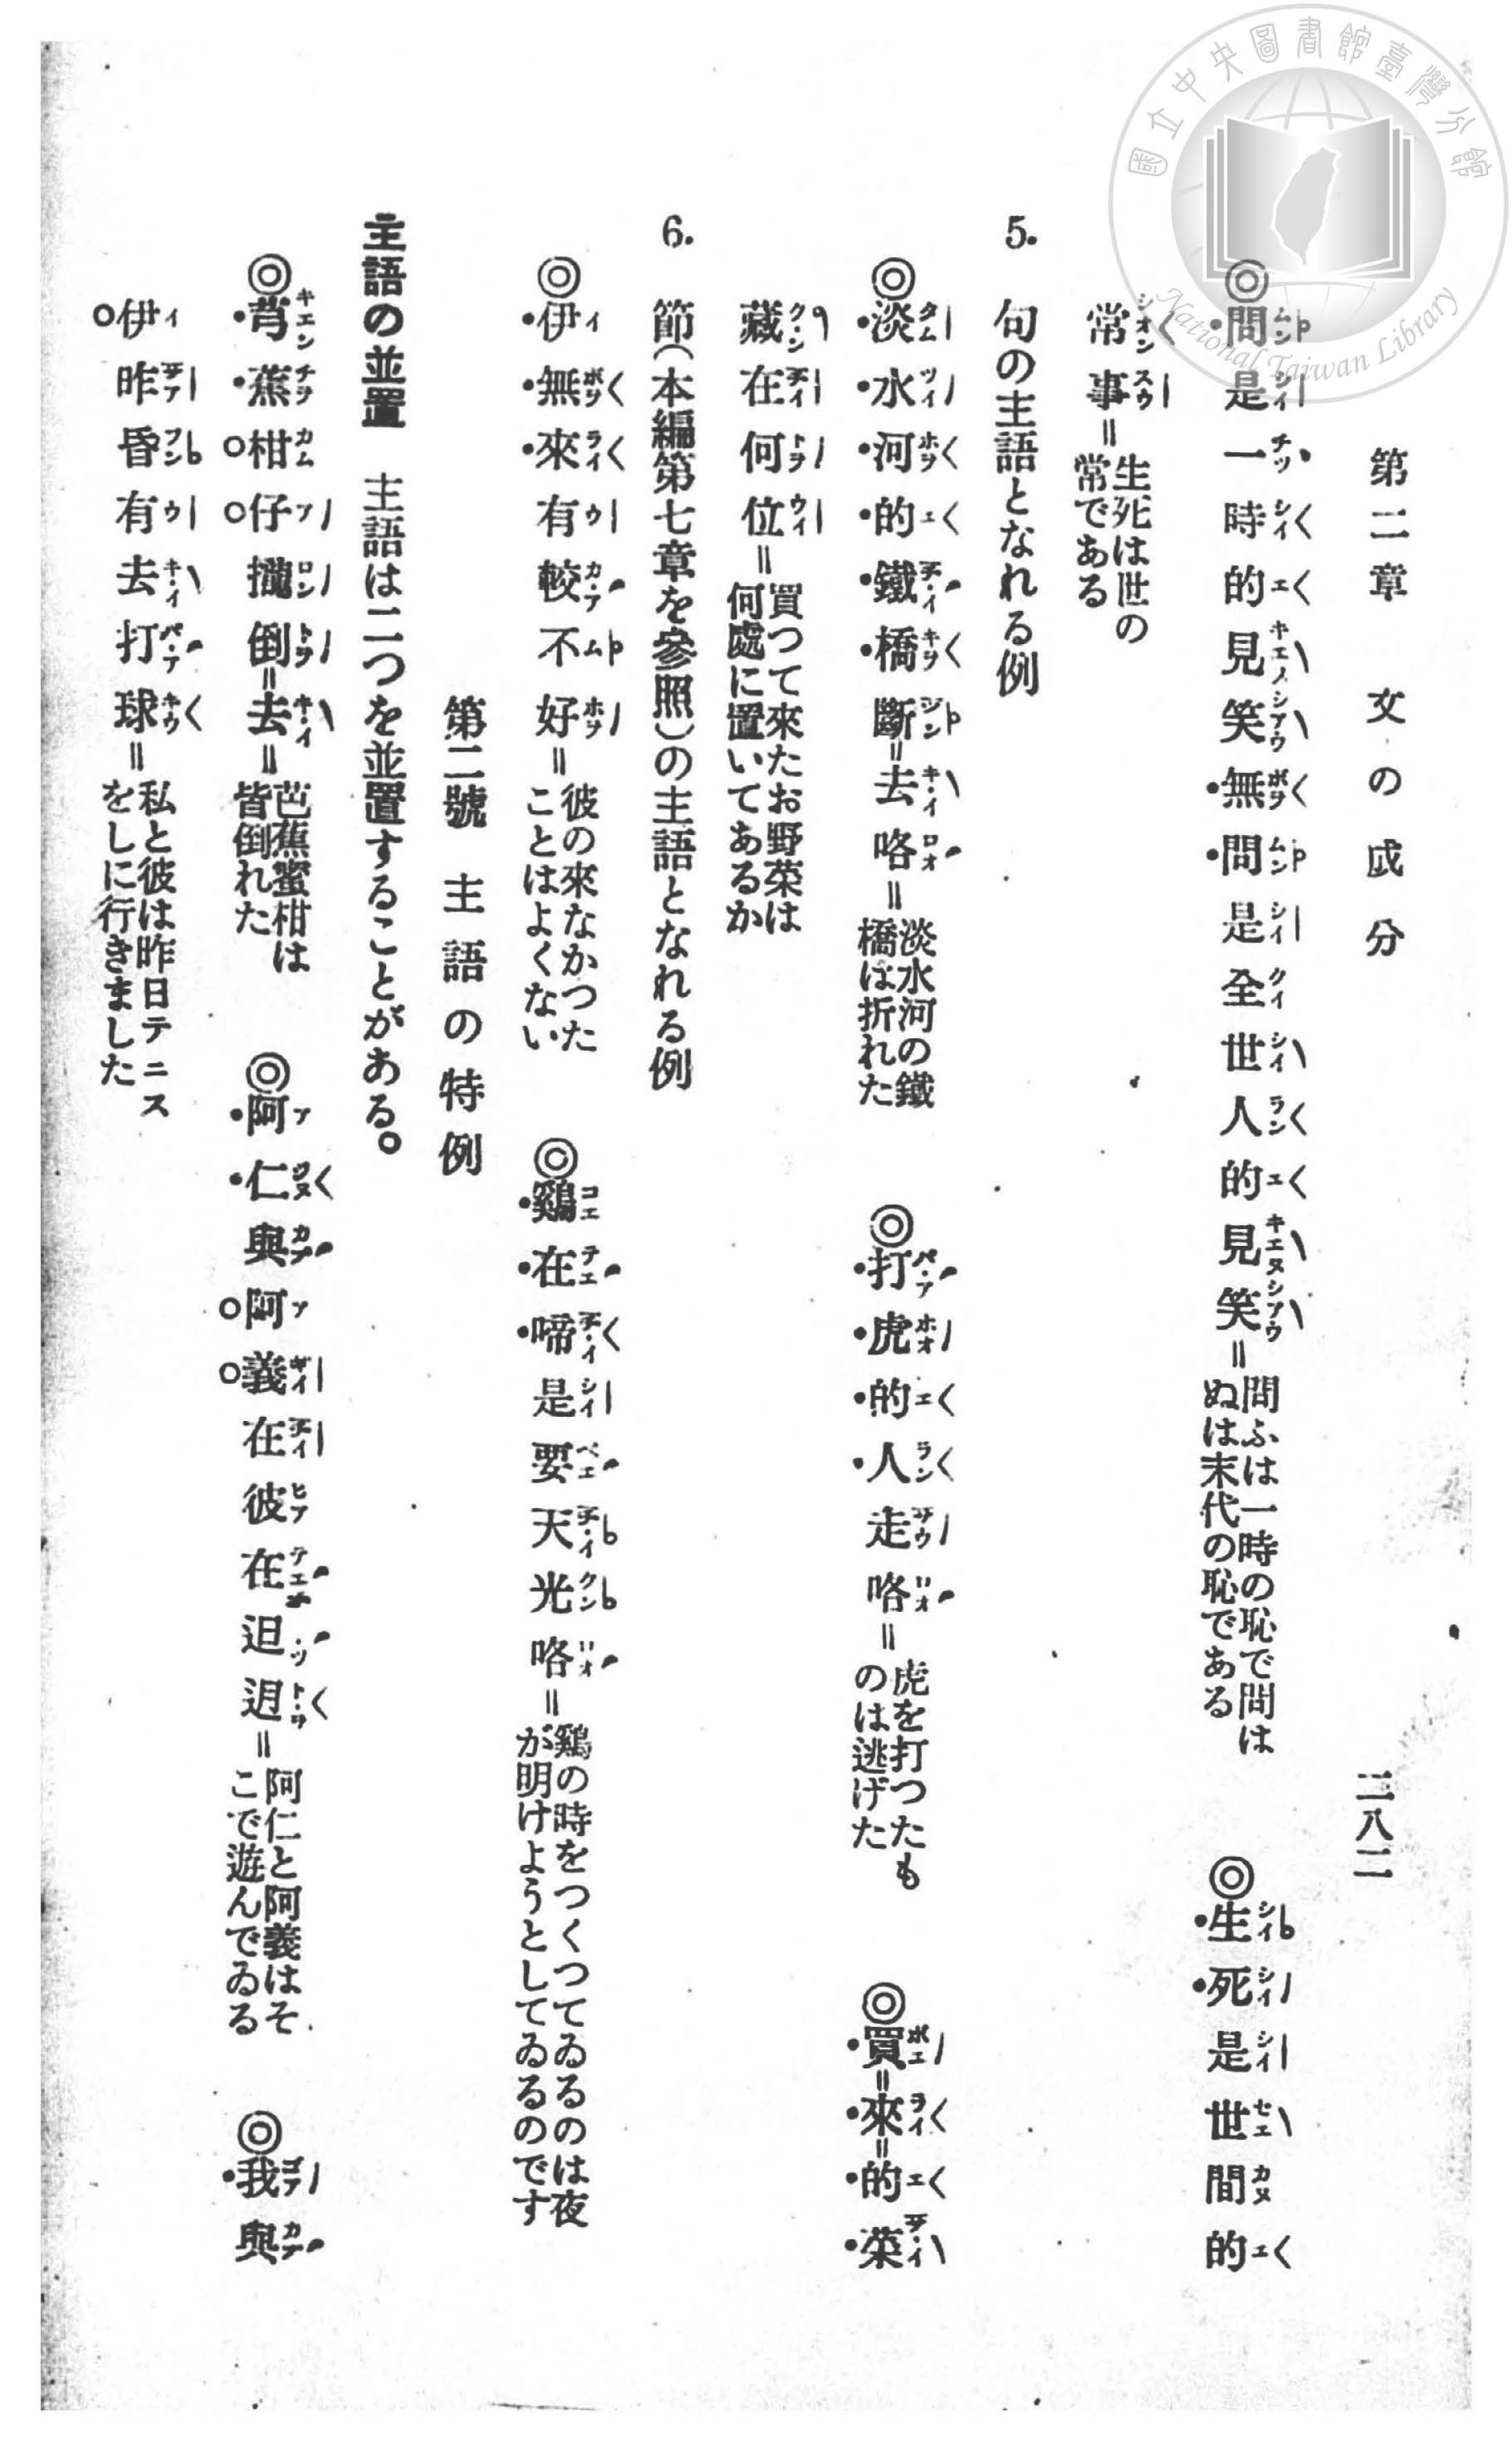 第二章 文の成分 二八二
◎問是一時的見笑無問是全世人的見笑＝問ふは一時の恥で問はぬは末代の恥である ◎生死是世間的
常事＝生死は世の常である
5. 句の主語となれる例
◎淡水河的鐵橋斷＝去咯＝淡水河の鐵橋は折れた ◎打虎的人走咯＝虎を打つたものは逃げた ◎買＝來＝的菜
藏在何位＝買つて來たお野菜は何處に置いてあるか
6. 節（本編第七章を參照）の主語となれる例
◎伊無來有較不好＝彼の來なかつたことはよくない ◎鷄在啼是要天光咯＝鷄の時をつくつてゐるのは夜が明けようとしてゐるのです
第二號 主語の特例
主語の並置 主語は二つを並置することがある。
◎芎蕉柑仔攏倒＝去＝芭蕉蜜柑は皆倒れた ◎阿仁與阿義在彼在𨑨迌＝阿仁と阿義はそこで遊んでゐる ◎我與
伊昨昏有去打球＝私と彼は昨日テニスをしに行きました
國立中央圖書館臺灣分館
National Taiwan Library